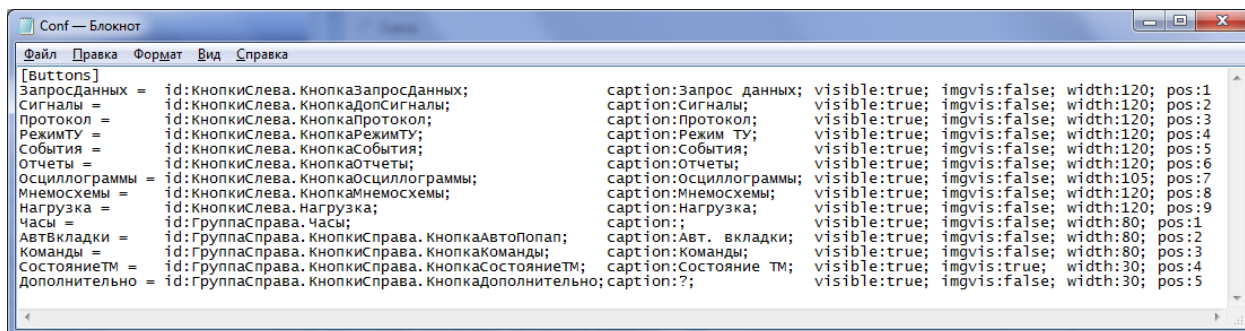 Conf — Блокнот
Файл Правка Формат Вид Справка
[Buttons]
ЗапросДанных = id:КнопкиСлева.КнопкаЗапросДанных; caption:Запрос данных; visible:true; imgvis:false; width:120; pos:1
Сигналы = id:КнопкиСлева.КнопкаДопСигналы; caption:Сигналы; visible:true; imgvis:false; width:120; pos:2
Протокол = id:КнопкиСлева.КнопкаПротокол; caption:Протокол; visible:true; imgvis:false; width:120; pos:3
РежимТУ = id:КнопкиСлева.КнопкаРежимТУ; caption:Режим ТУ; visible:true; imgvis:false; width:120; pos:4
События = id:КнопкиСлева.КнопкаСобытия; caption:События; visible:true; imgvis:false; width:120; pos:5
Отчеты = id:КнопкиСлева.КнопкаОтчеты; caption:Отчеты; visible:true; imgvis:false; width:120; pos:6
Осциллограммы = id:КнопкиСлева.КнопкаОсциллограммы; caption:Осциллограммы; visible:true; imgvis:false; width:105; pos:7
Мнемосхемы = id:КнопкиСлева.КнопкаМнемосхемы; caption:Мнемосхемы; visible:true; imgvis:false; width:120; pos:8
Нагрузка = id:КнопкиСлева.Нагрузка; caption:Нагрузка; visible:true; imgvis:false; width:120; pos:9
Часы = id:ГруппаСправа.Часы; caption:; visible:true; imgvis:false; width:80; pos:1
АвтВкладки = id:ГруппаСправа.КнопкиСправа.КнопкаАвтоПопап; caption:Авт. вкладки; visible:true; imgvis:false; width:80; pos:2
Команды = id:ГруппаСправа.КнопкиСправа.КнопкаКоманды; caption:Команды; visible:true; imgvis:false; width:80; pos:3
СостояниеТМ = id:ГруппаСправа.КнопкиСправа.КнопкаСостояниеТМ; caption:Состояние ТМ; visible:true; imgvis:true; width:30; pos:4
Дополнительно = id:ГруппаСправа.КнопкиСправа.КнопкаДополнительно; caption:?; visible:true; imgvis:false; width:30; pos:5